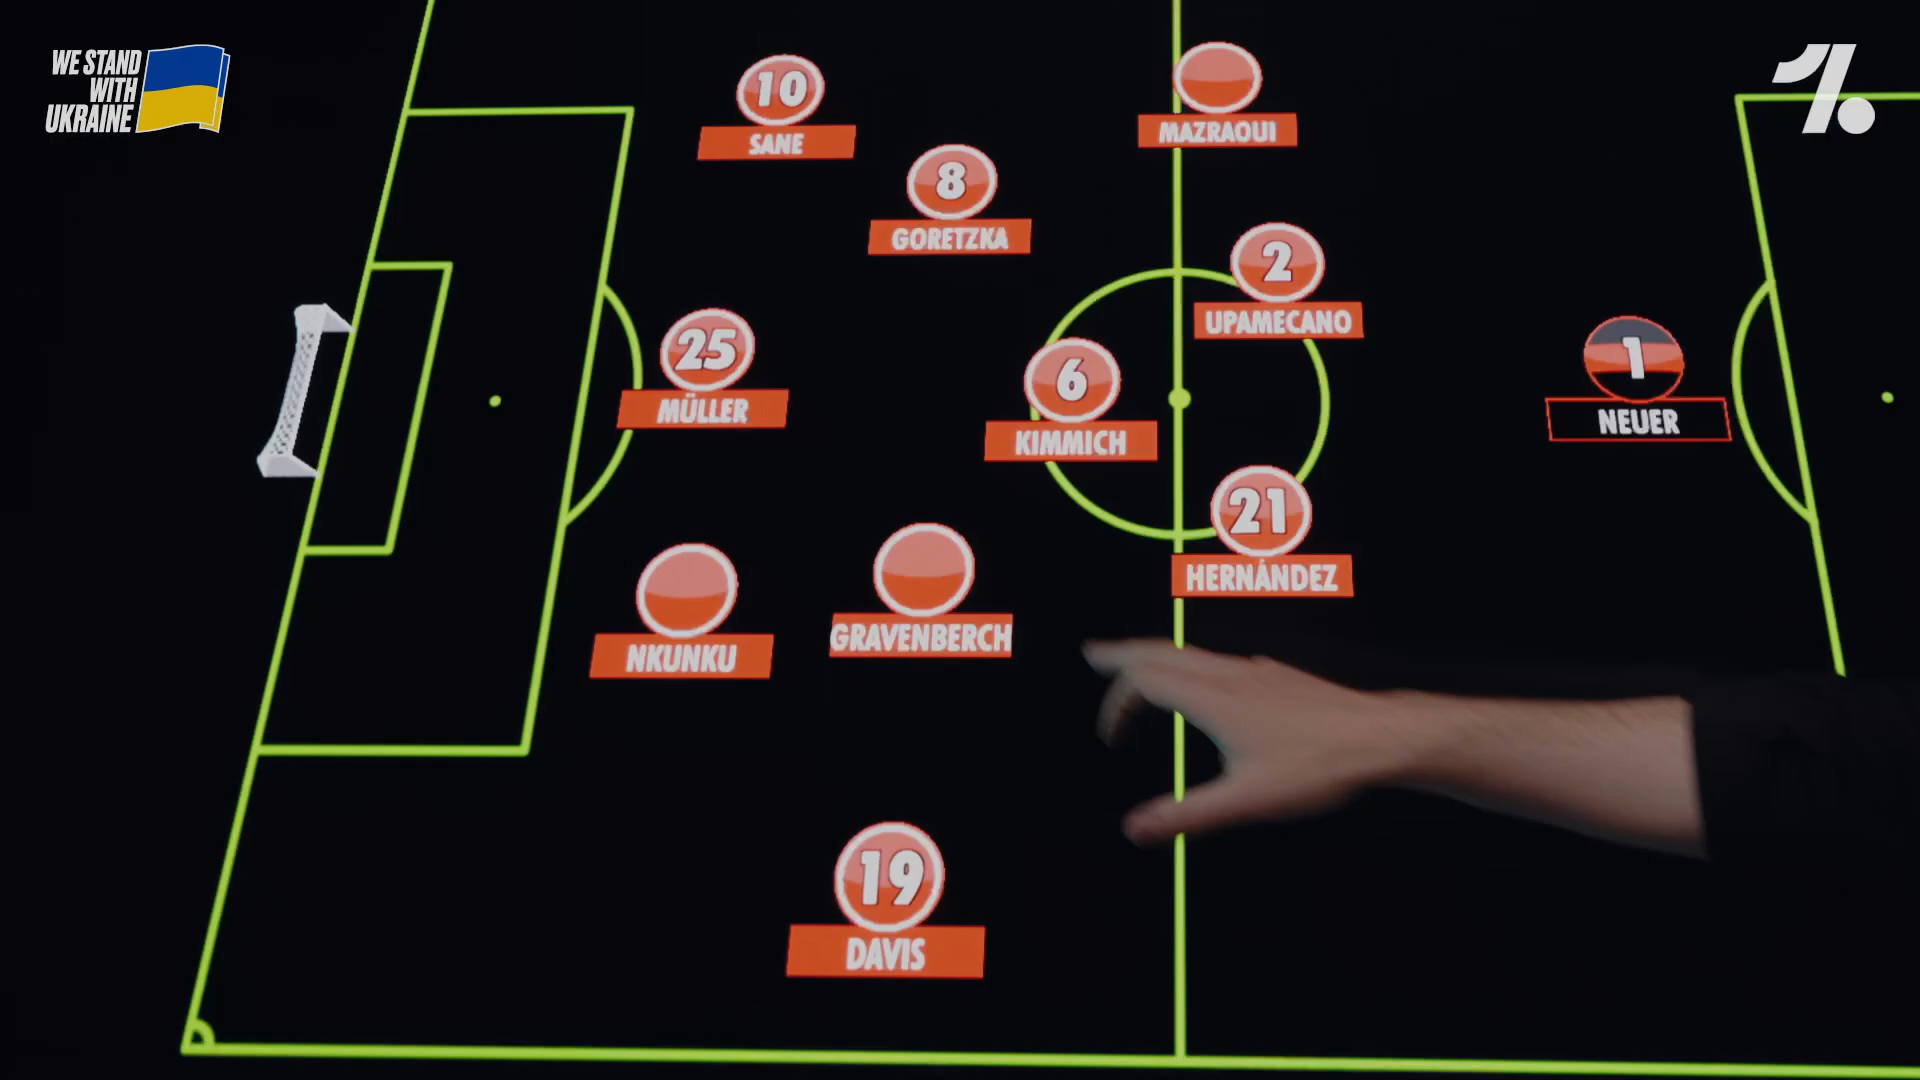 WE STAND
WITH
UKRAINE
10
SANE
MAZRAOUI
8
GORETZKA
2
UPAMECANO
25
MÜLLER
6
KIMMICH
1
NEUER
21
HERNÁNDEZ
NKUNKU
GRAVENBERCH
19
DAVIS
1.